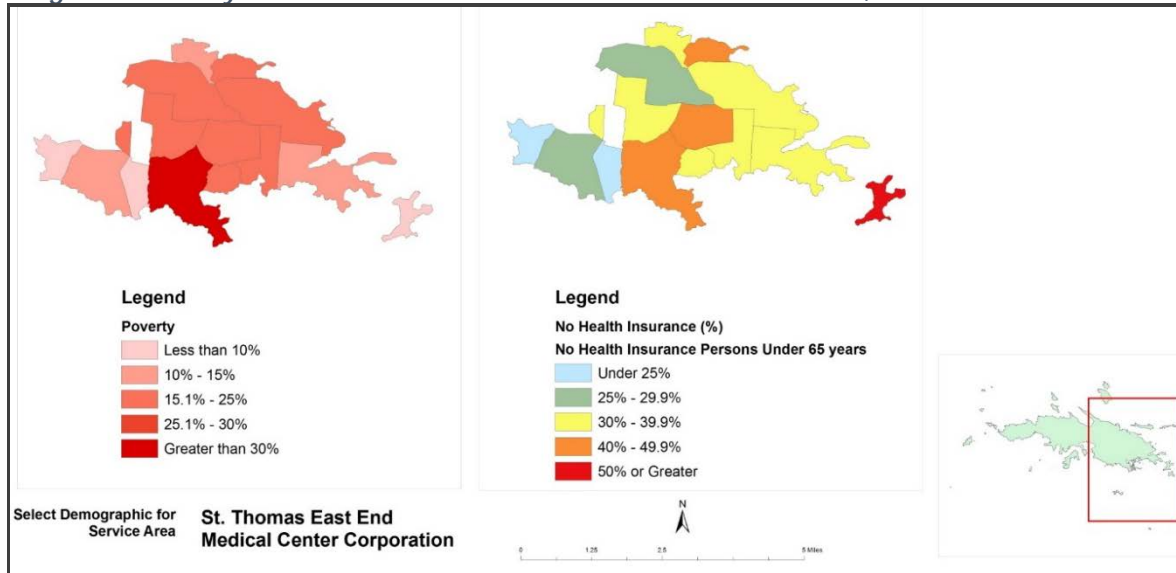 Legend
Poverty
Less than 10%
10% - 15%
15.1% - 25%
25.1% - 30%
Greater than 30%
Legend
No Health Insurance (%)
No Health Insurance Persons Under 65 years
Under 25%
25% - 29.9%
30% - 39.9%
40% - 49.9%
50% or Greater
Select Demographic for
Service Area
St. Thomas East End
Medical Center Corporation
N
0 1.25 2.5 5 Miles